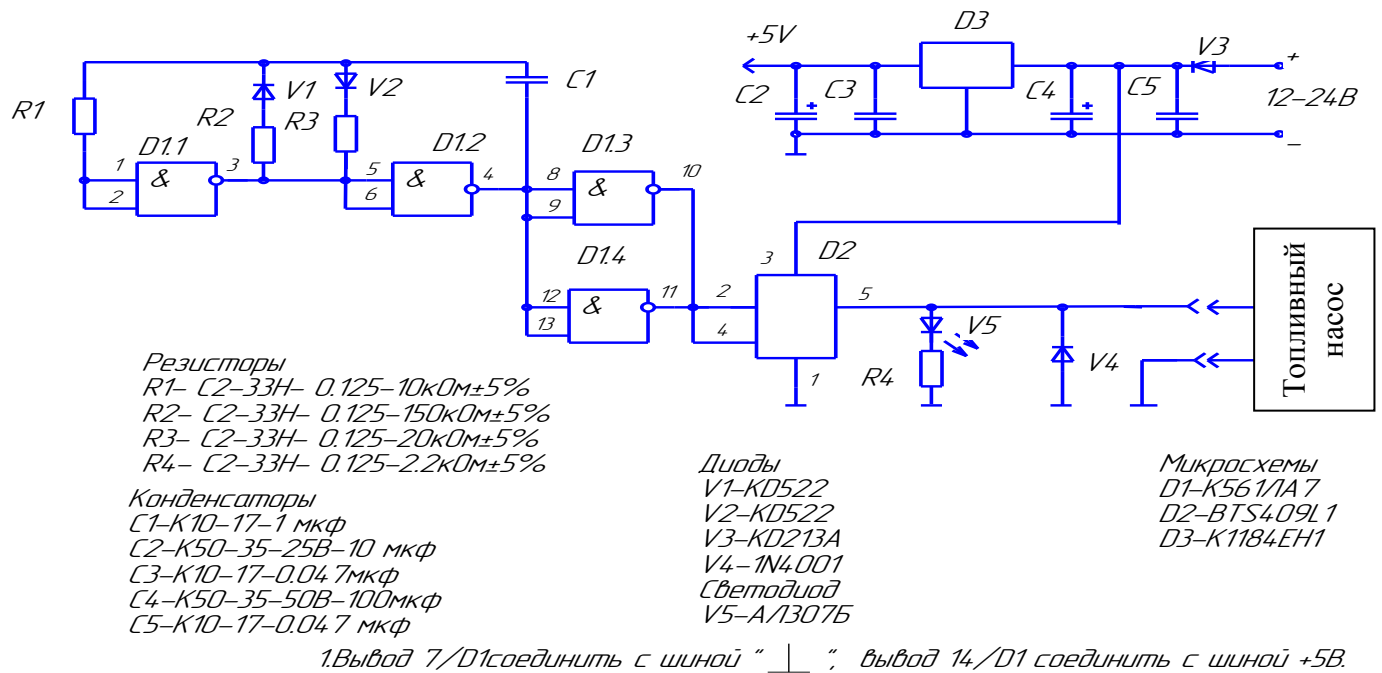 +5V
D3
V3
+
C2
C3
C4
C5
12-24В
–
R1
R2
V1
R3
V2
C1
D1.1
1
2
&
3
D1.2
5
6
&
4
D1.3
8
9
&
10
D1.4
12
13
&
11
D2
3
2
4
5
1
V5
R4
V4
Топливный
насос
Резисторы
R1- С2-33Н- 0.125-10кОм±5%
R2- С2-33Н- 0.125-150кОм±5%
R3- С2-33Н- 0.125-20кОм±5%
R4- С2-33Н- 0.125-2.2кОм±5%
Конденсаторы
C1-К10-17-1 мкф
C2-К50-35-25В-10 мкф
C3-К10-17-0.047мкф
C4-К50-35-50В-100мкф
C5-К10-17-0.047 мкф
Диоды
V1-KD522
V2-KD522
V3-KD213A
V4-1N4001
Светодиод
V5-АЛ307Б
Микросхемы
D1-К561ЛА7
D2-BTS409L1
D3-К1184ЕН1
1.Вывод 7/D1соединить с шиной " ⊥ ", вывод 14/D1 соединить с шиной +5В.